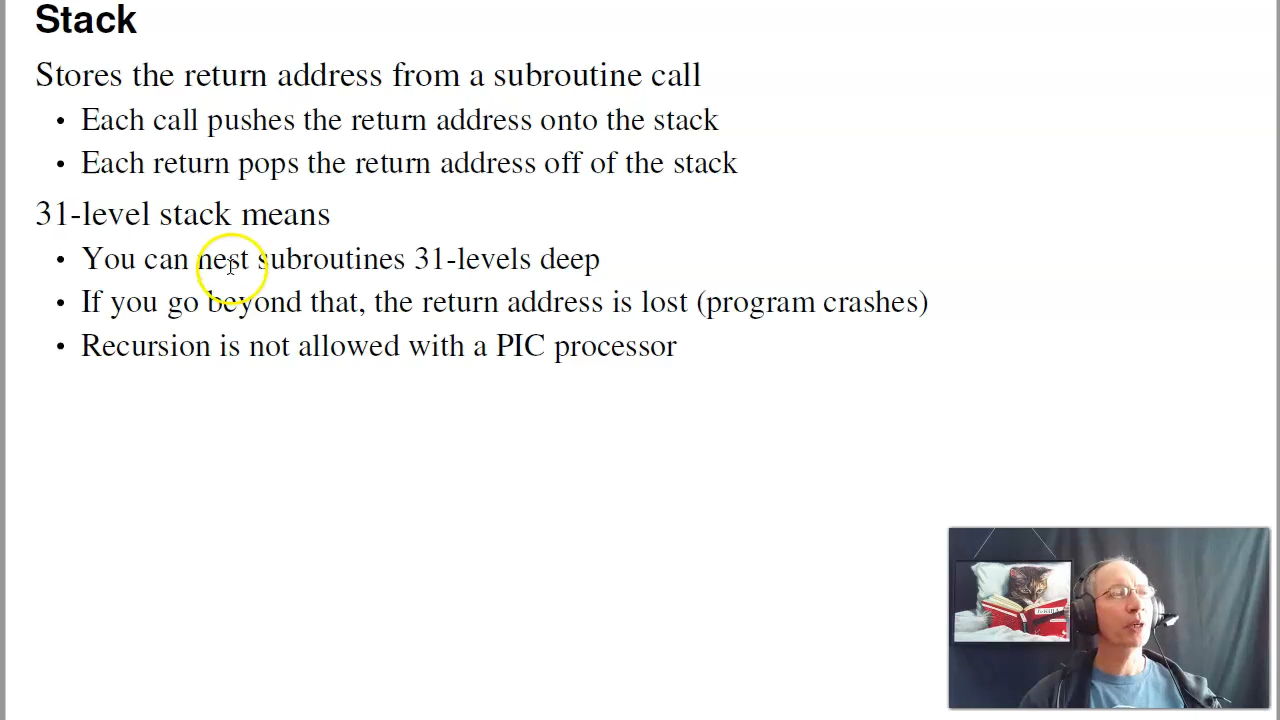 Stack
Stores the return address from a subroutine call
• Each call pushes the return address onto the stack
• Each return pops the return address off of the stack
31-level stack means
• You can nest subroutines 31-levels deep
• If you go beyond that, the return address is lost (program crashes)
• Recursion is not allowed with a PIC processor